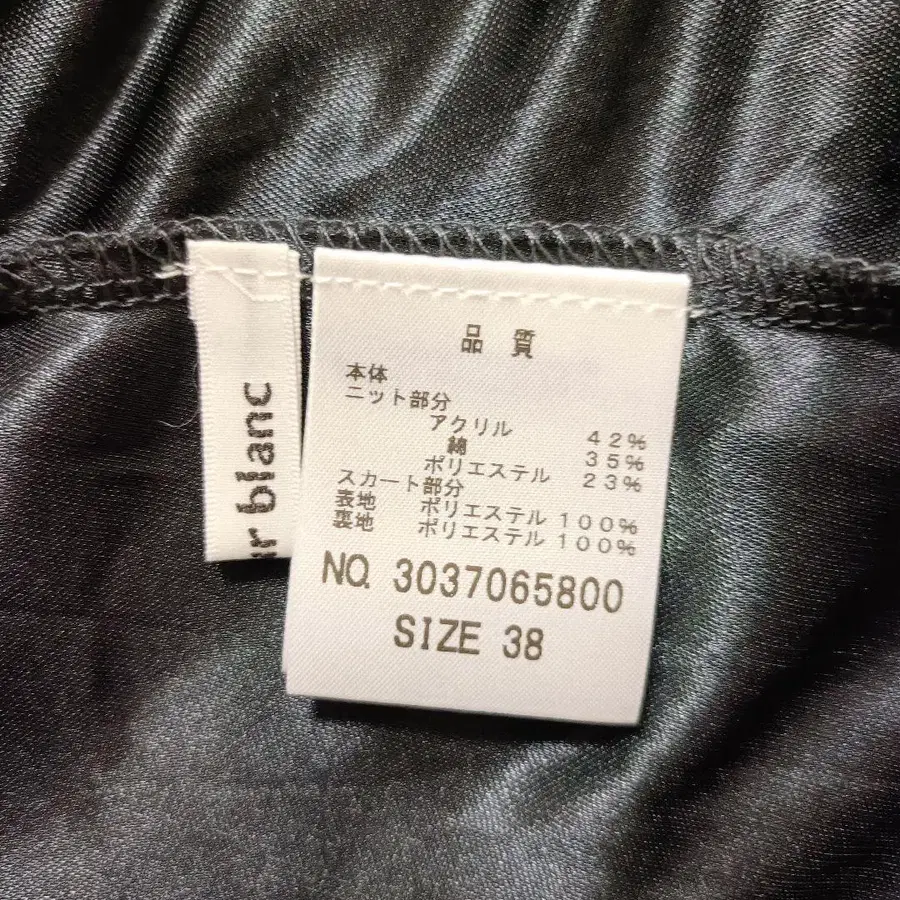 品質
本体
ニット部分
アクリル 42%
綿 35%
ポリエステル 23%
スカート部分
表地 ポリエステル 100%
裏地 ポリエステル 100%
NO. 3037065800
SIZE 38
blanc